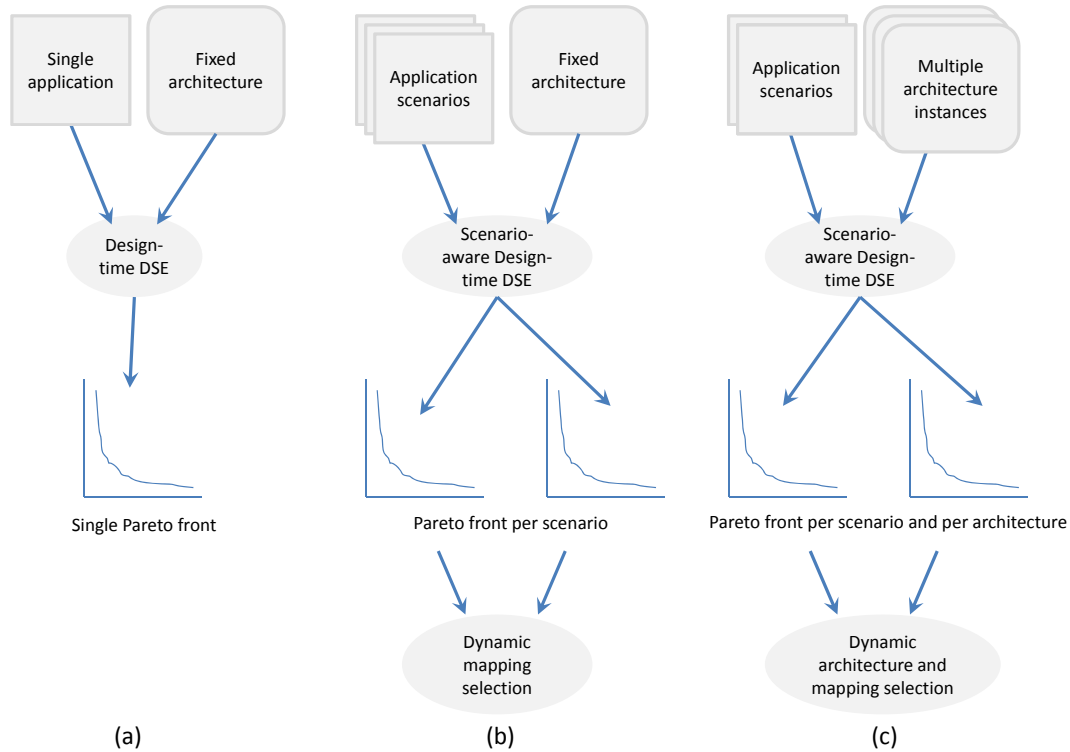 Single
application
Fixed
architecture
Design-
time DSE
Single Pareto front
(a)
Application
scenarios
Fixed
architecture
Scenario-
aware Design-
time DSE
Pareto front per scenario
Dynamic
mapping
selection
(b)
Application
scenarios
Multiple
architecture
instances
Scenario-
aware Design-
time DSE
Pareto front per scenario and per architecture
Dynamic
architecture and
mapping selection
(c)